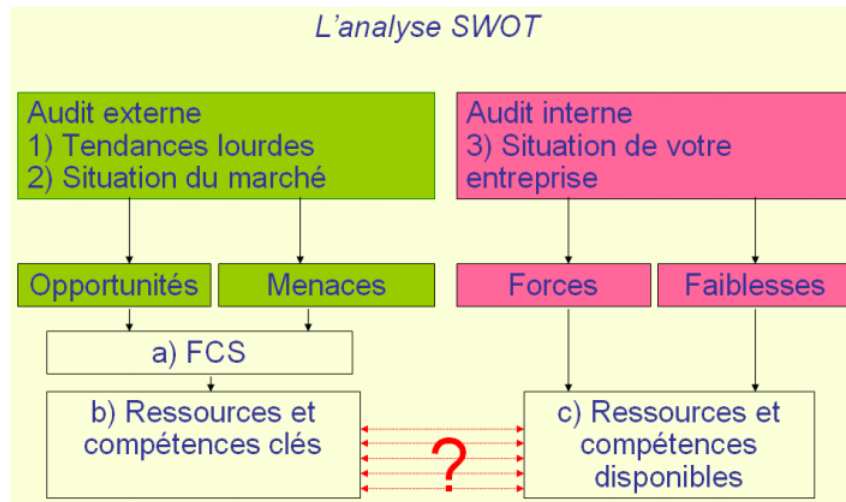 L'analyse SWOT
Audit externe
1) Tendances lourdes
2) Situation du marché
Audit interne
3) Situation de votre
entreprise
Opportunités
Menaces
Forces
Faiblesses
a) FCS
b) Ressources et
compétences clés
?
c) Ressources et
compétences
disponibles